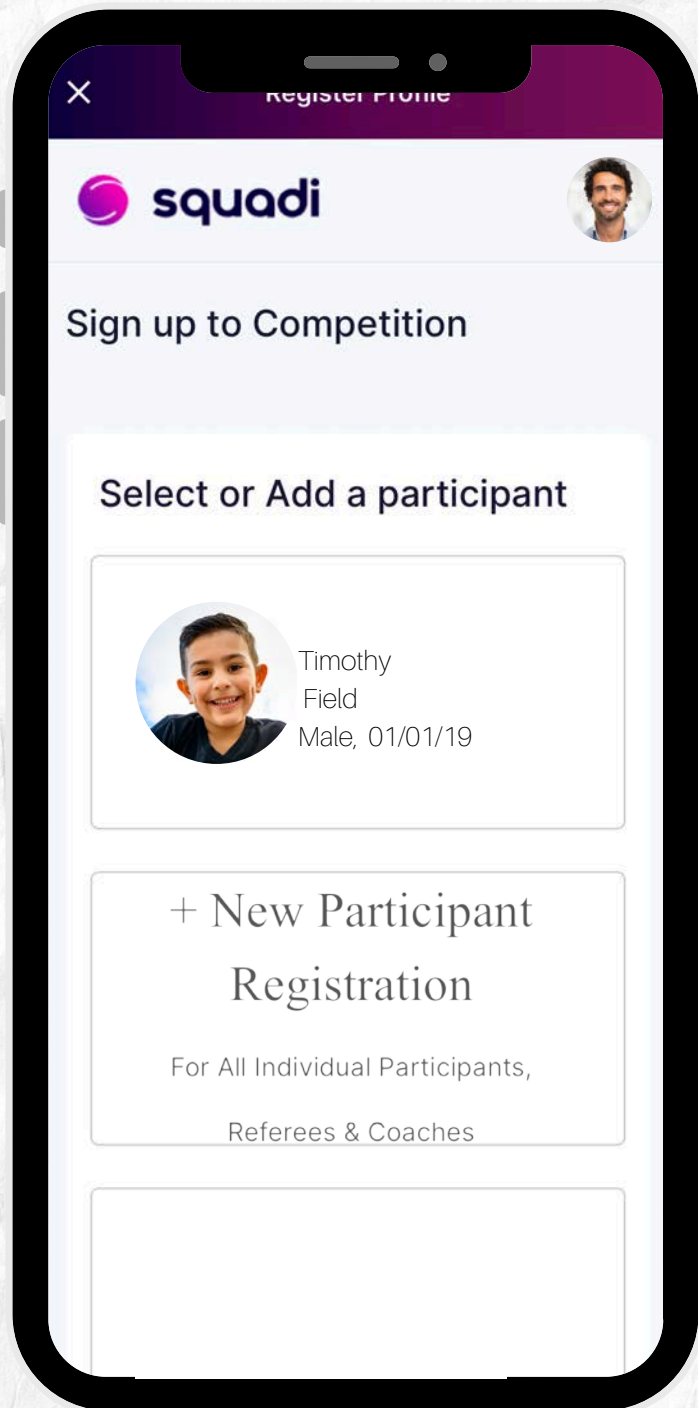 Register Profile
squadi
Sign up to Competition
Select or Add a participant
Timothy
Field
Male, 01/01/19
+ New Participant
Registration
For All Individual Participants,
Referees & Coaches